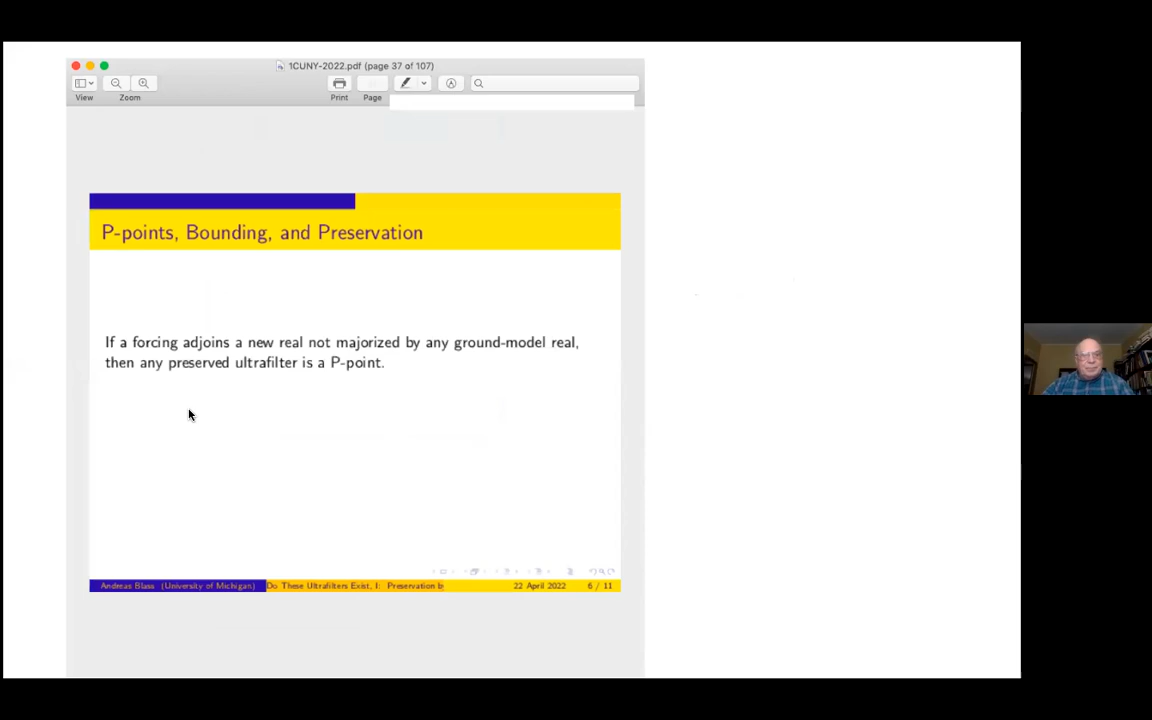 1CUNY-2022.pdf (page 37 of 107)
View
Zoom
Print
Page
P-points, Bounding, and Preservation
If a forcing adjoins a new real not majorized by any ground-model real,
then any preserved ultrafilter is a P-point.
Andreas Blass (University of Michigan)
Do These Ultrafilters Exist, I: Preservation b
22 April 2022
6 / 11